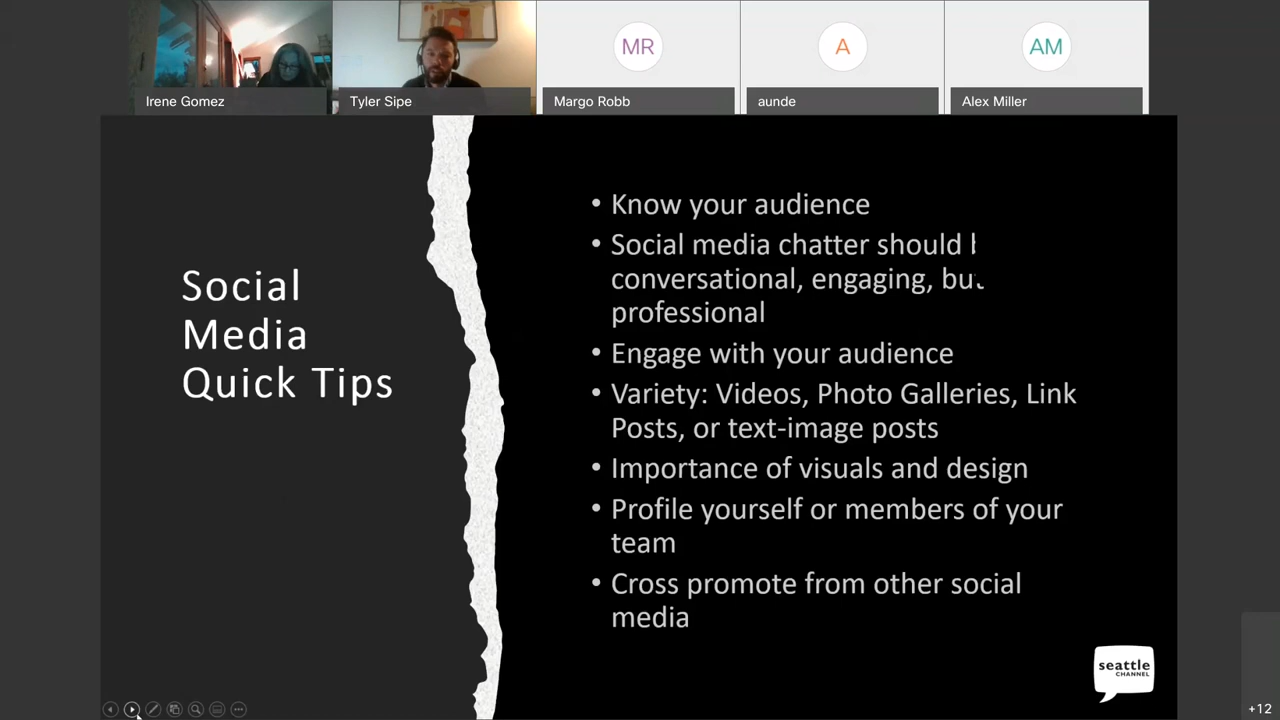 MR
A
AM
Irene Gomez
Tyler Sipe
Margo Robb
aunde
Alex Miller
Social
Media
Quick Tips
• Know your audience
• Social media chatter should
conversational, engaging, but
professional
• Engage with your audience
• Variety: Videos, Photo Galleries, Link
Posts, or text-image posts
• Importance of visuals and design
• Profile yourself or members of your
team
• Cross promote from other social
media
seattle
CHANNEL
+12